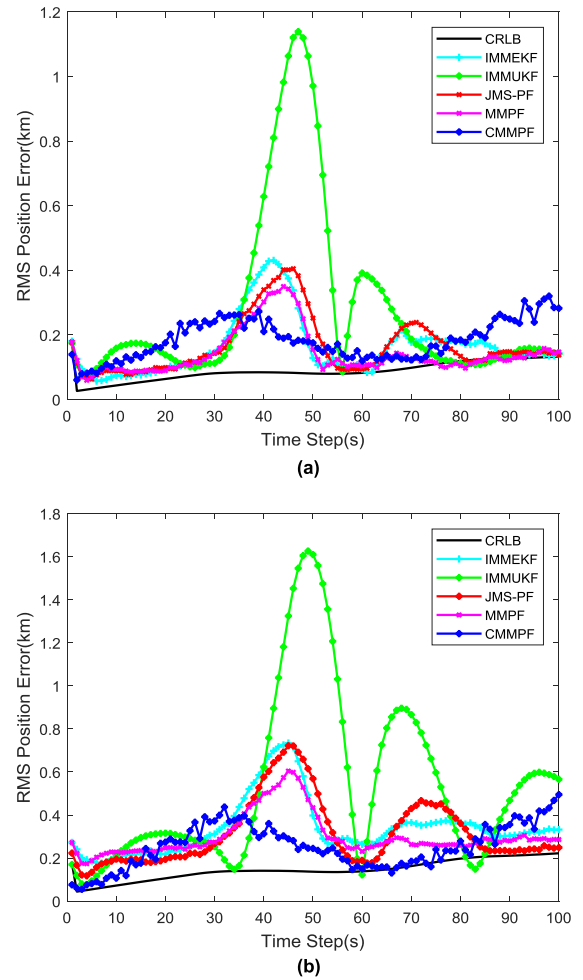 1.2
1
0.8
0.6
0.4
0.2
0
RMS Position Error(km)
CRLB
IMMEKF
IMMUKF
JMS-PF
MMPF
CMMPF
0 10 20 30 40 50 60 70 80 90 100
Time Step(s)
(a)
1.8
1.6
1.4
1.2
1
0.8
0.6
0.4
0.2
0
RMS Position Error(km)
CRLB
IMMEKF
IMMUKF
JMS-PF
MMPF
CMMPF
0 10 20 30 40 50 60 70 80 90 100
Time Step(s)
(b)